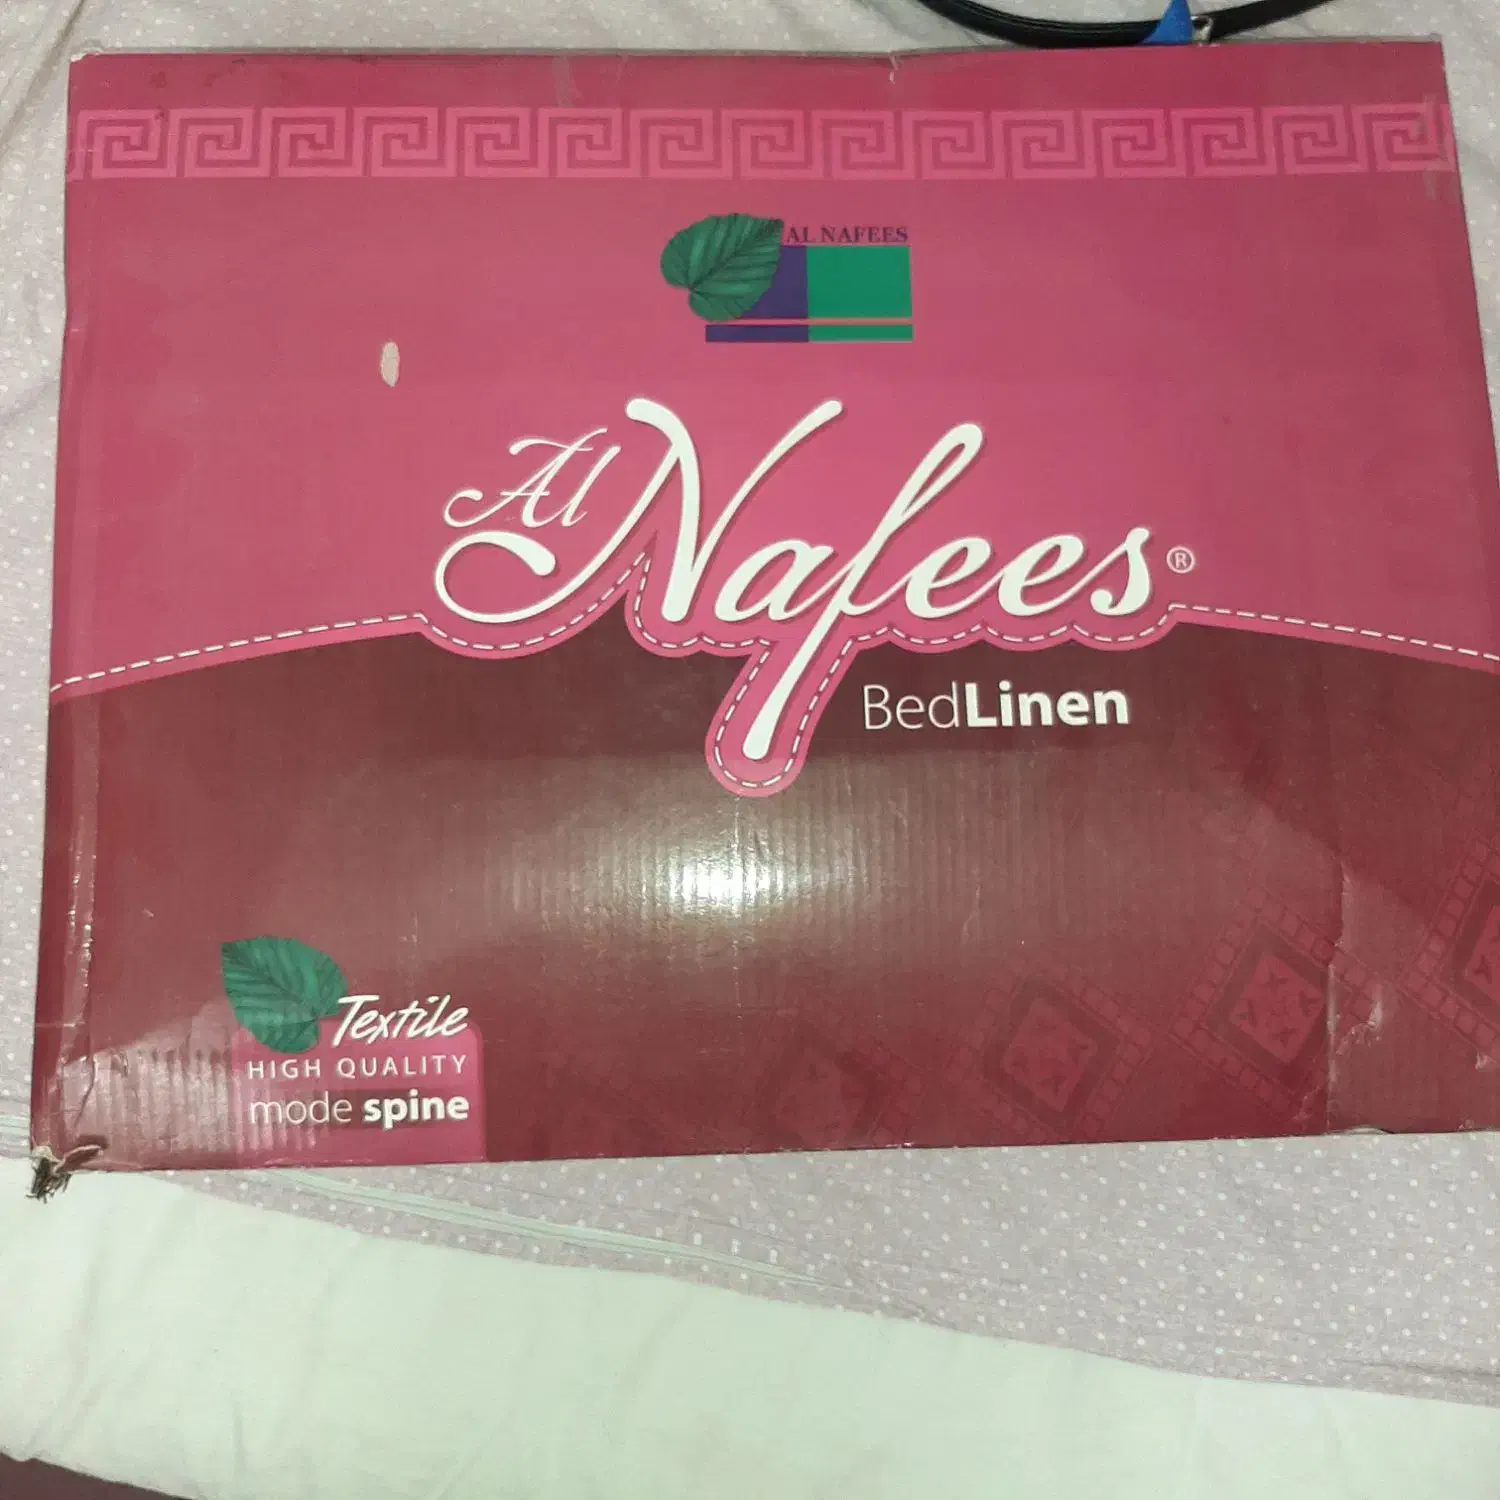 AL NAFEES
Al Nafees®
BedLinen
Textile
HIGH QUALITY
mode spine